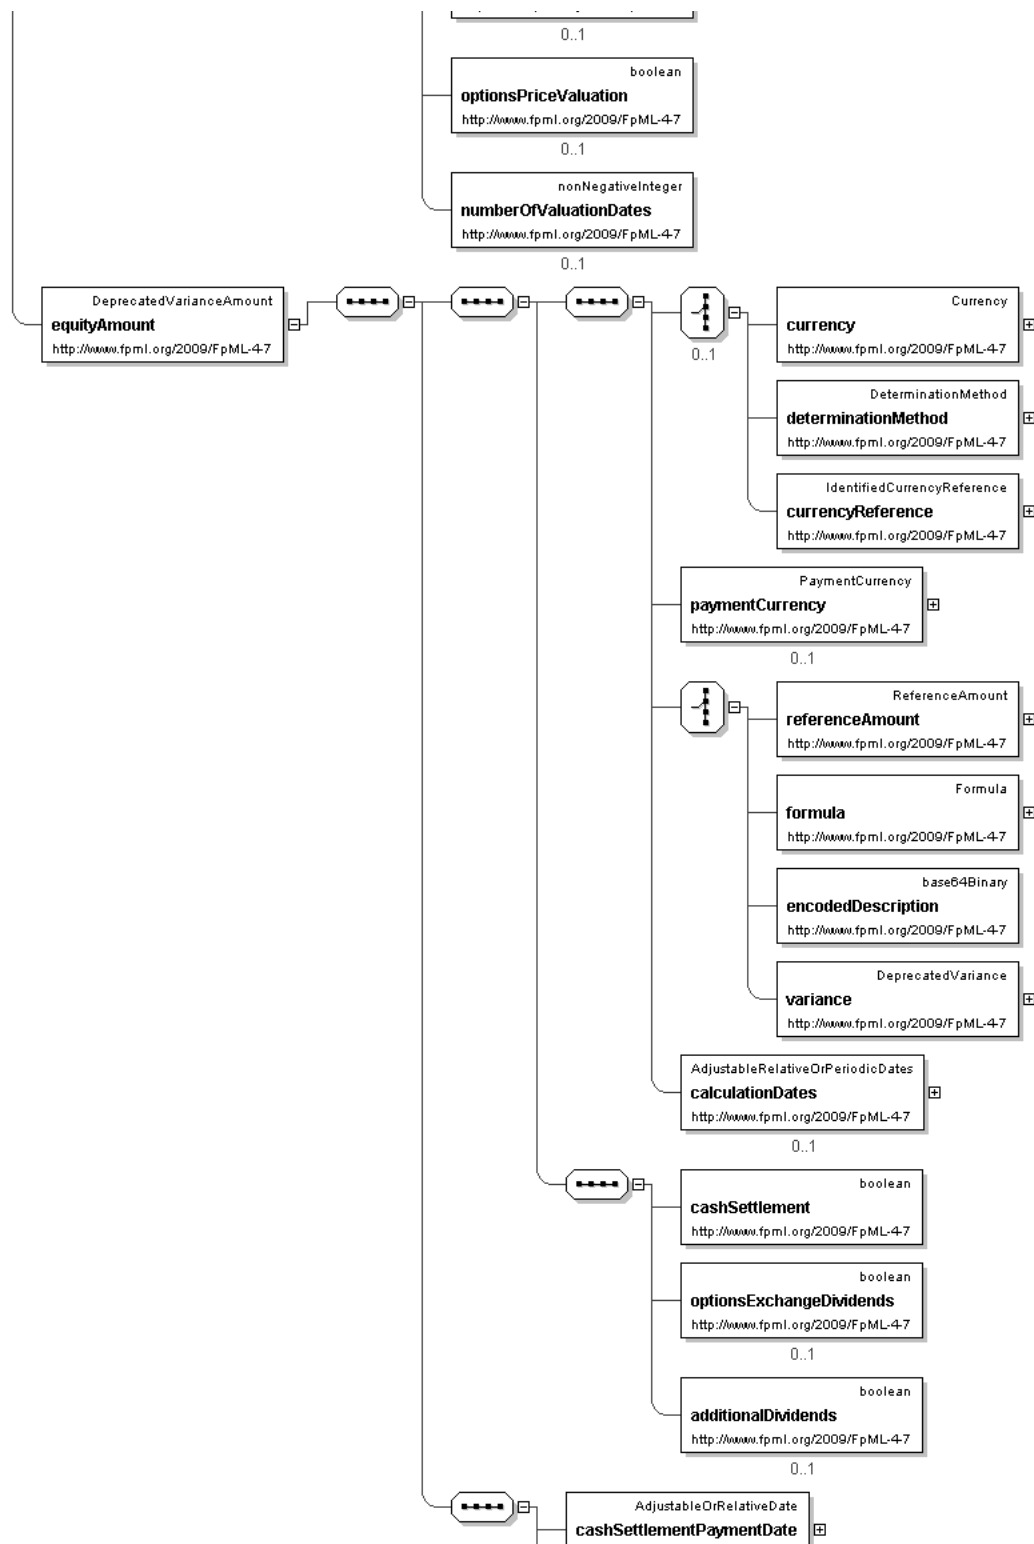 0..1
boolean
optionsPriceValuation
http://www.fpml.org/2009/FpML-4-7
0..1
nonNegativeInteger
numberOfValuationDates
http://www.fpml.org/2009/FpML-4-7
0..1
DeprecatedVarianceAmount
equityAmount
http://www.fpml.org/2009/FpML-4-7
0..1
Currency
currency
http://www.fpml.org/2009/FpML-4-7
DeterminationMethod
determinationMethod
http://www.fpml.org/2009/FpML-4-7
IdentifiedCurrencyReference
currencyReference
http://www.fpml.org/2009/FpML-4-7
PaymentCurrency
paymentCurrency
http://www.fpml.org/2009/FpML-4-7
0..1
ReferenceAmount
referenceAmount
http://www.fpml.org/2009/FpML-4-7
Formula
formula
http://www.fpml.org/2009/FpML-4-7
base64Binary
encodedDescription
http://www.fpml.org/2009/FpML-4-7
DeprecatedVariance
variance
http://www.fpml.org/2009/FpML-4-7
AdjustableRelativeOrPeriodicDates
calculationDates
http://www.fpml.org/2009/FpML-4-7
0..1
boolean
cashSettlement
http://www.fpml.org/2009/FpML-4-7
boolean
optionsExchangeDividends
http://www.fpml.org/2009/FpML-4-7
0..1
boolean
additionalDividends
http://www.fpml.org/2009/FpML-4-7
0..1
AdjustableOrRelativeDate
cashSettlementPaymentDate